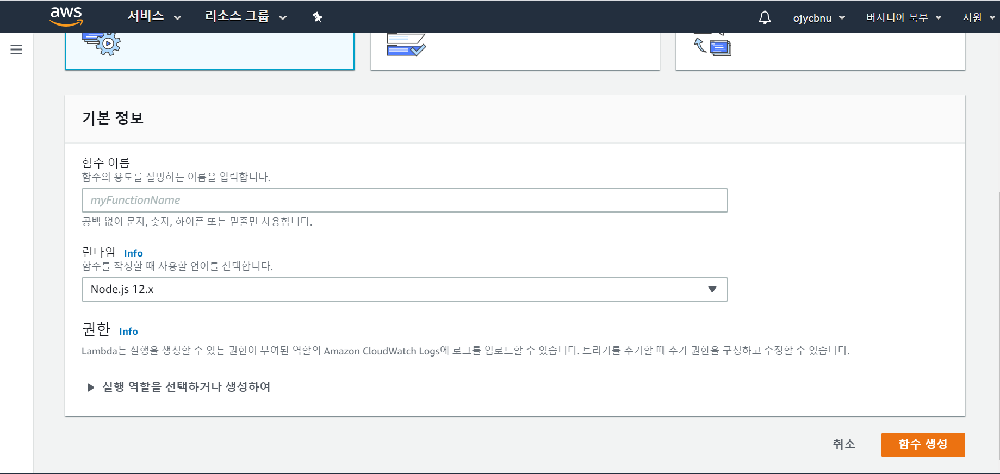 aws 서비스 리소스 그룹 ojycbnu 버지니아 북부 지원
기본 정보
함수 이름
함수의 용도를 설명하는 이름을 입력합니다.
myFunctionName
공백 없이 문자, 숫자, 하이픈 또는 밑줄만 사용합니다.
런타임 Info
함수를 작성할 때 사용할 언어를 선택합니다.
Node.js 12.x
권한 Info
Lambda는 실행을 생성할 수 있는 권한이 부여된 역할의 Amazon CloudWatch Logs에 로그를 업로드할 수 있습니다. 트리거를 추가할 때 추가 권한을 구성하고 수정할 수 있습니다.
실행 역할을 선택하거나 생성하여
취소 함수 생성